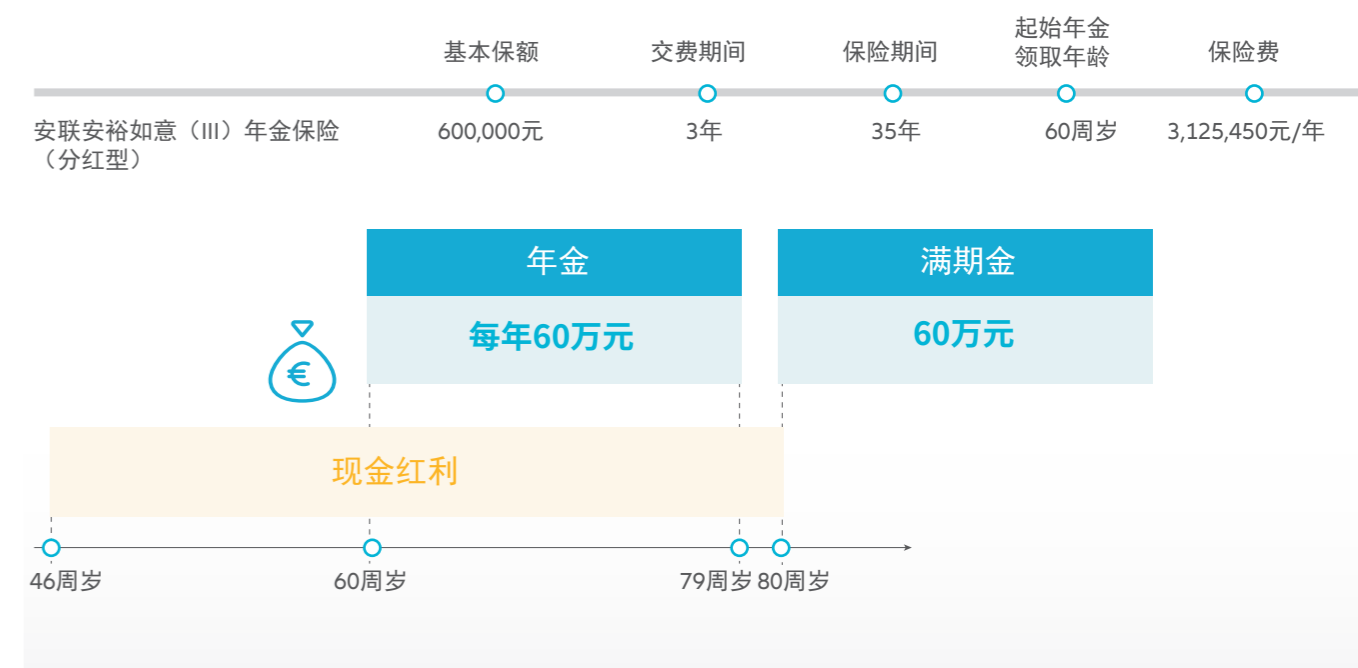 基本保额 交费期间 保险期间 起始年金
领取年龄 保险费
安联安裕如意（III）年金保险
（分红型） 600,000元 3年 35年 60周岁 3,125,450元/年
年金 满期金
每年60万元 60万元
€
现金红利
46周岁 60周岁 79周岁 80周岁